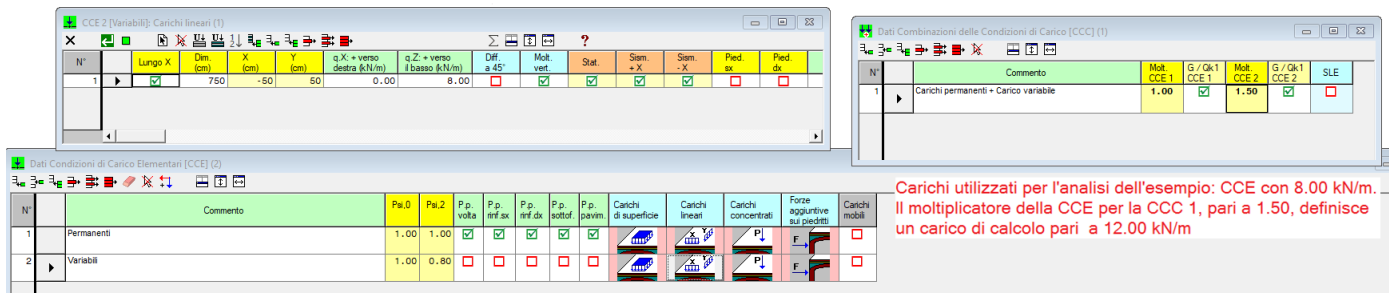 CCE 2 [Variabili]: Carichi lineari (1)
N° Lungo X Dim. (cm) X (cm) Y (cm) q.X: + verso destra (kN/m) q.Z: + verso il basso (kN/m) Diff. a 45° Molt. vert. Stat. Sism. + X Sism. - X Pied. sx Pied. dx
1 750 -50 50 0.00 8.00
Dati Combinazioni delle Condizioni di Carico [CCC] (1)
N° Commento Molt. CCE 1 G / Qk1 CCE 1 Molt. CCE 2 G / Qk1 CCE 2 SLE
1 Carichi permanenti + Carico variabile 1.00 1.50
Dati Condizioni di Carico Elementari [CCE] (2)
N° Commento Psi,0 Psi,2 P.p. volta P.p. rinf.sx P.p. rinf.dx P.p. sottof. P.p. pavim. Carichi di superficie Carichi lineari Carichi concentrati Forze aggiuntive sui piedritti Carichi mobili
1 Permanenti 1.00 1.00 X Y P F
2 Variabili 1.00 0.80 X Y P F
Carichi utilizzati per l'analisi dell'esempio: CCE con 8.00 kN/m.
Il moltiplicatore della CCE per la CCC 1, pari a 1.50, definisce
un carico di calcolo pari a 12.00 kN/m